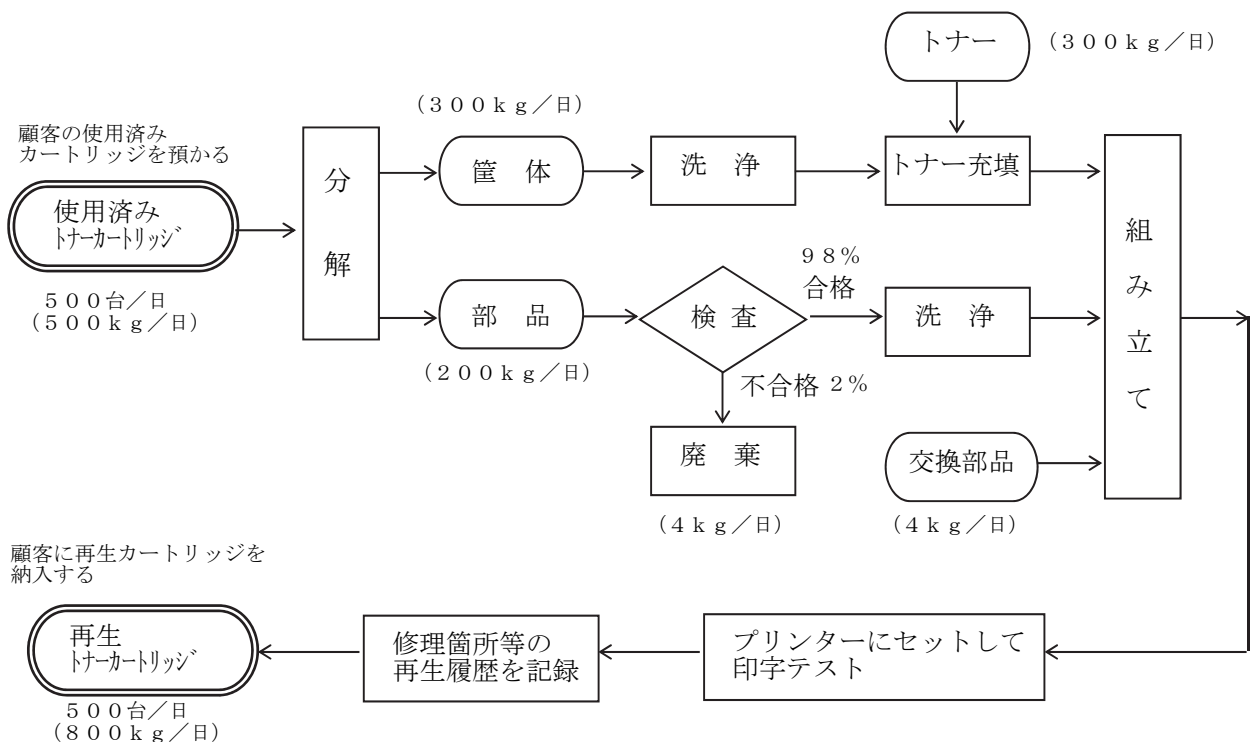 トナー
（３００ｋｇ／日）
（３００ｋｇ／日）
顧客の使用済み
カートリッジを預かる
使用済み
ﾄﾅｰｶｰﾄﾘｯｼﾞ
５００台／日
（５００ｋｇ／日）
分
解
筐　体
洗　浄
トナー充填
部　品
（２００ｋｇ／日）
検 査
９８％
合格
洗　浄
不合格 ２％
廃　棄
（４ｋｇ／日）
交換部品
（４ｋｇ／日）
組
み
立
て
顧客に再生カートリッジを
納入する
再生
ﾄﾅｰｶｰﾄﾘｯｼﾞ
５００台／日
（８００ｋｇ／日）
修理箇所等の
再生履歴を記録
プリンターにセットして
印字テスト